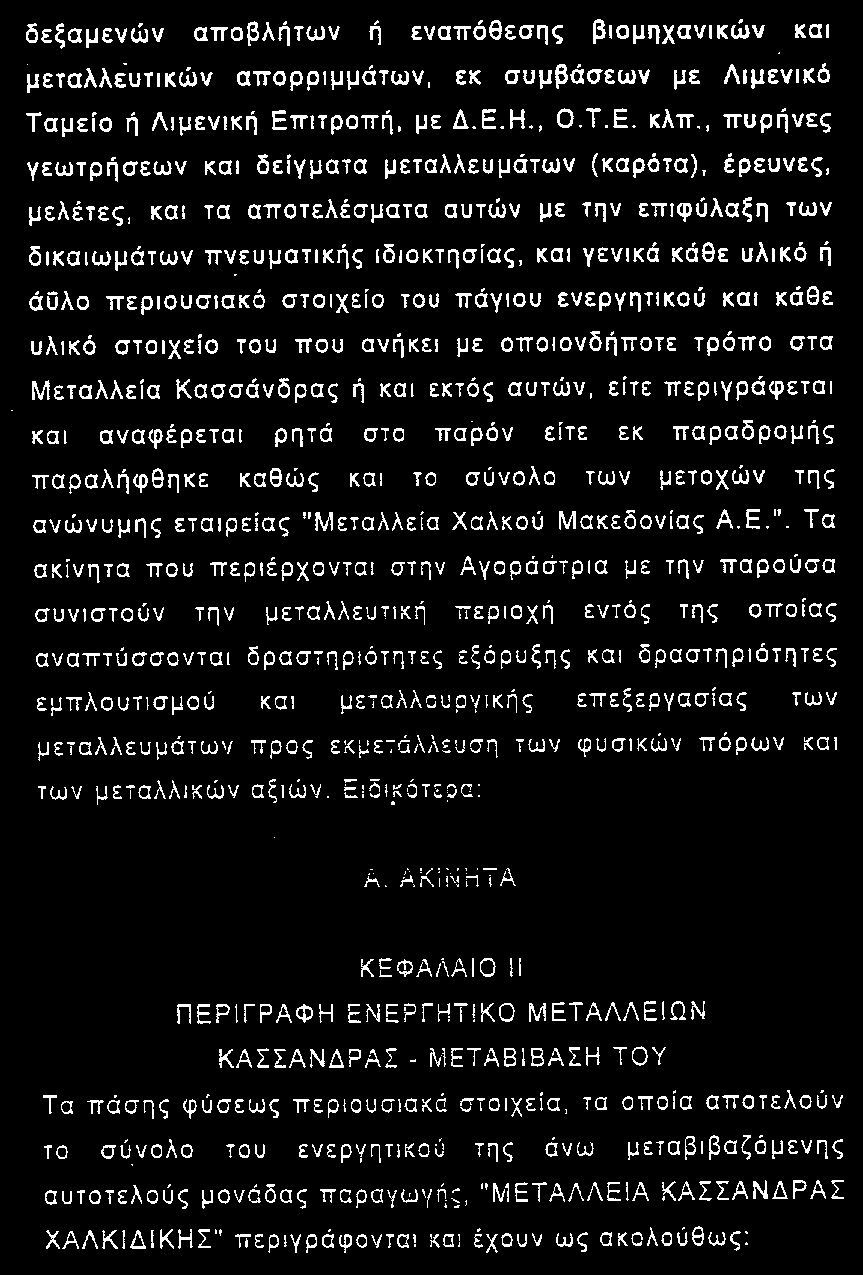 δεξαμενών αποβλήτων ή εναπόθεσης βιομηχανικών και
μεταλλευτικών απορριμμάτων, εκ συμβάσεων με Λιμενικό
Ταμείο ή Λιμενική Επιτροπή, με Δ.Ε.Η., Ο.Τ.Ε. κλπ., πυρήνες
γεωτρήσεων και δείγματα μεταλλευμάτων (καρότα), έρευνες,
μελέτες, και τα αποτελέσματα αυτών με την επιφύλαξη των
δικαιωμάτων πνευματικής ιδιοκτησίας, και γενικά κάθε υλικό ή
άϋλο περιουσιακό στοιχείο του πάγιου ενεργητικού και κάθε
υλικό στοιχείο του που ανήκει με οποιονδήποτε τρόπο στα
Μεταλλεία Κασσάνδρας ή και εκτός αυτών, είτε περιγράφεται
και αναφέρεται ρητά στο παρόν είτε εκ παραδρομής
παραλήφθηκε καθώς και το σύνολο των μετοχών της
ανώνυμης εταιρείας "Μεταλλεία Χαλκού Μακεδονίας Α.Ε.". Τα
ακίνητα που περιέρχονται στην Αγοράστρια με την παρούσα
συνιστούν την μεταλλευτική περιοχή εντός της οποίας
αναπτύσσονται δραστηριότητες εξόρυξης και δραστηριότητες
εμπλουτισμού και μεταλλουργικής επεξεργασίας των
μεταλλευμάτων προς εκμετάλλευση των φυσικών πόρων και
των μεταλλικών αξιών. Ειδικότερα:
Α. ΑΚΙΝΗΤΑ
ΚΕΦΑΛΑΙΟ ΙΙ
ΠΕΡΙΓΡΑΦΗ ΕΝΕΡΓΗΤΙΚΟ ΜΕΤΑΛΛΕΙΩΝ
ΚΑΣΣΑΝΔΡΑΣ - ΜΕΤΑΒΙΒΑΣΗ ΤΟΥ
Τα πάσης φύσεως περιουσιακά στοιχεία, τα οποία αποτελούν
το σύνολο του ενεργητικού της άνω μεταβιβαζόμενης
αυτοτελούς μονάδας παραγωγής, "ΜΕΤΑΛΛΕΙΑ ΚΑΣΣΑΝΔΡΑΣ
ΧΑΛΚΙΔΙΚΗΣ" περιγράφονται και έχουν ως ακολούθως: